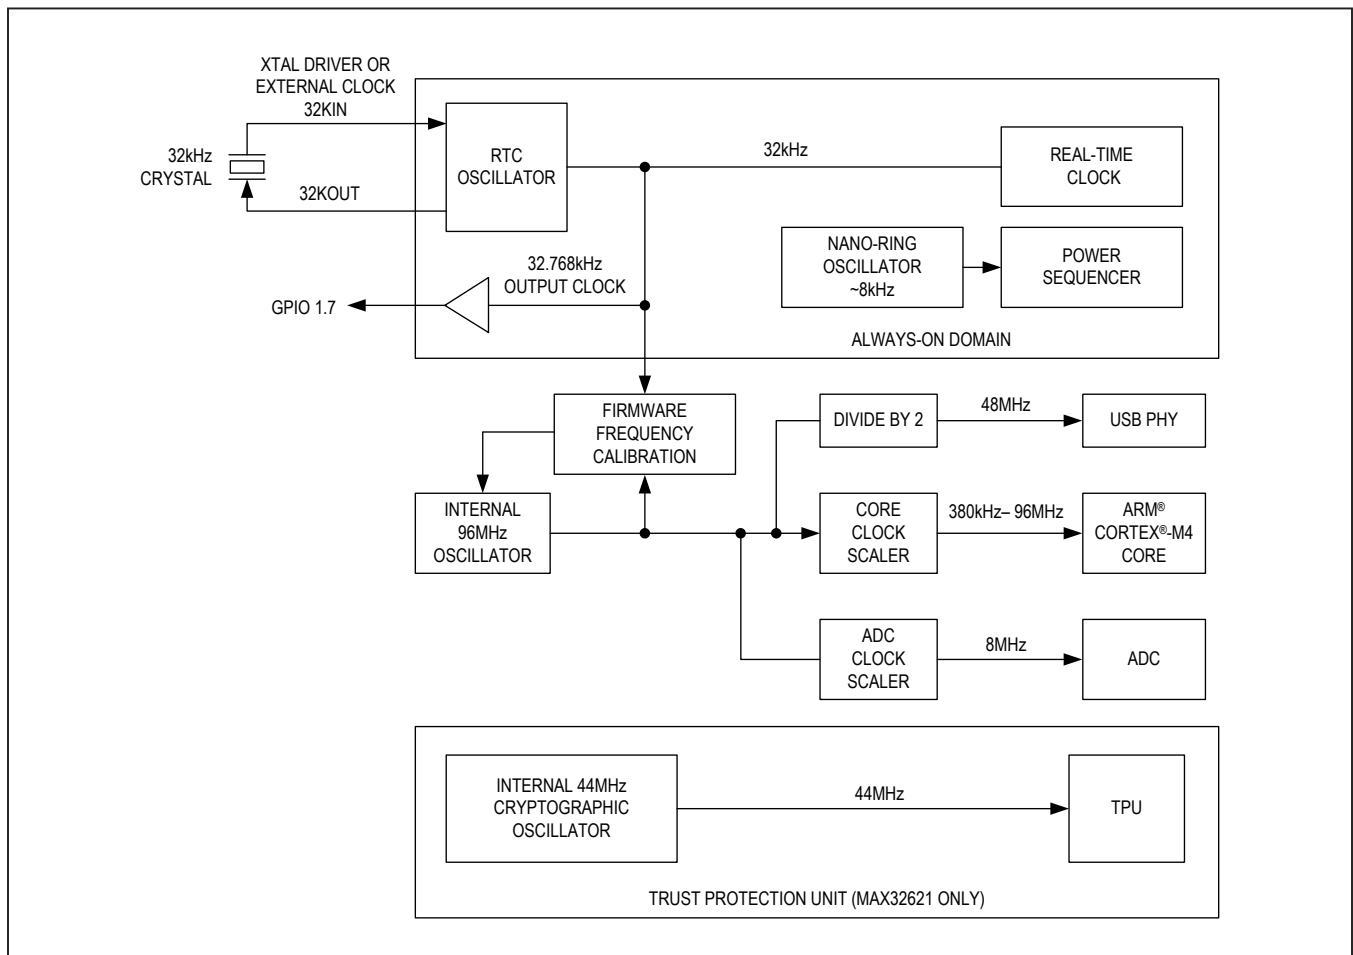 XTAL DRIVER OR
EXTERNAL CLOCK
32KIN
32kHz
CRYSTAL
32KOUT
RTC
OSCILLATOR
32kHz
REAL-TIME
CLOCK
NANO-RING
OSCILLATOR
~8kHz
POWER
SEQUENCER
32.768kHz
OUTPUT CLOCK
GPIO 1.7
ALWAYS-ON DOMAIN
FIRMWARE
FREQUENCY
CALIBRATION
DIVIDE BY 2
48MHz
USB PHY
INTERNAL
96MHz
OSCILLATOR
CORE
CLOCK
SCALER
380kHz– 96MHz
ARM®
CORTEX®-M4
CORE
ADC
CLOCK
SCALER
8MHz
ADC
INTERNAL 44MHz
CRYPTOGRAPHIC
OSCILLATOR
44MHz
TPU
TRUST PROTECTION UNIT (MAX32621 ONLY)